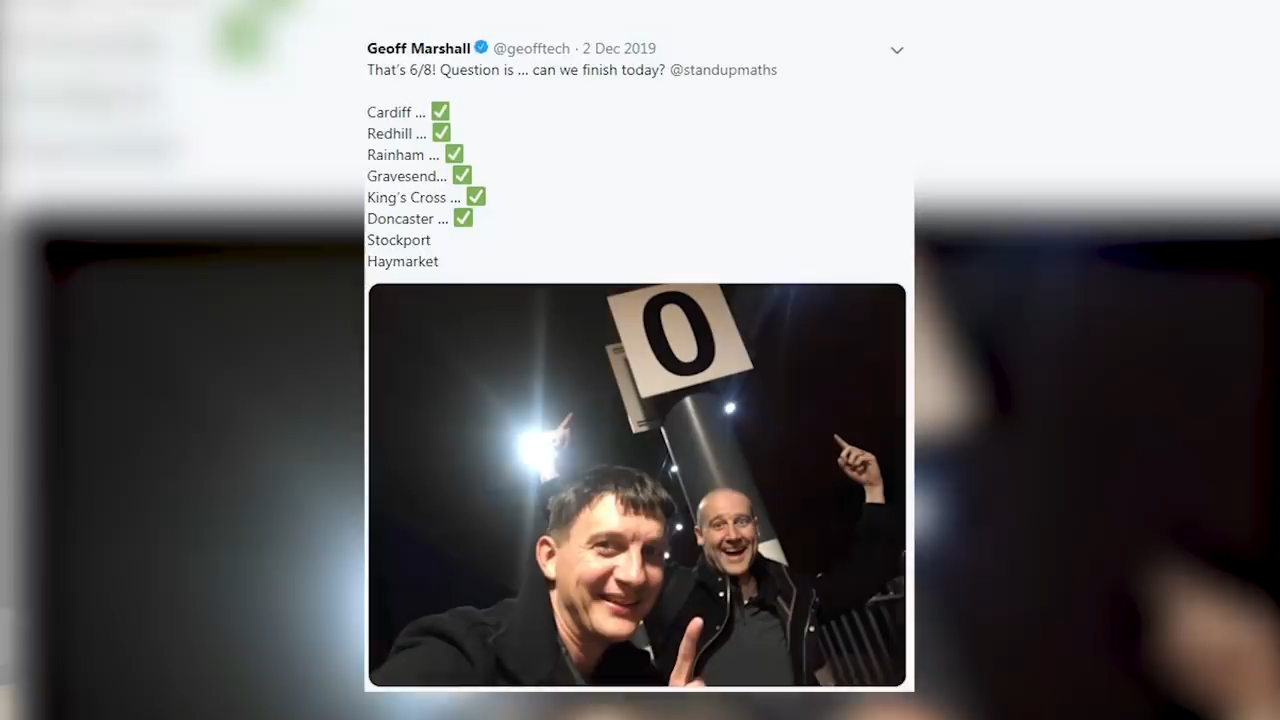 Geoff Marshall @geofftech · 2 Dec 2019
That's 6/8! Question is ... can we finish today? @standupmaths
Cardiff ... ✅
Redhill ... ✅
Rainham ... ✅
Gravesend... ✅
King's Cross ... ✅
Doncaster ... ✅
Stockport
Haymarket
0